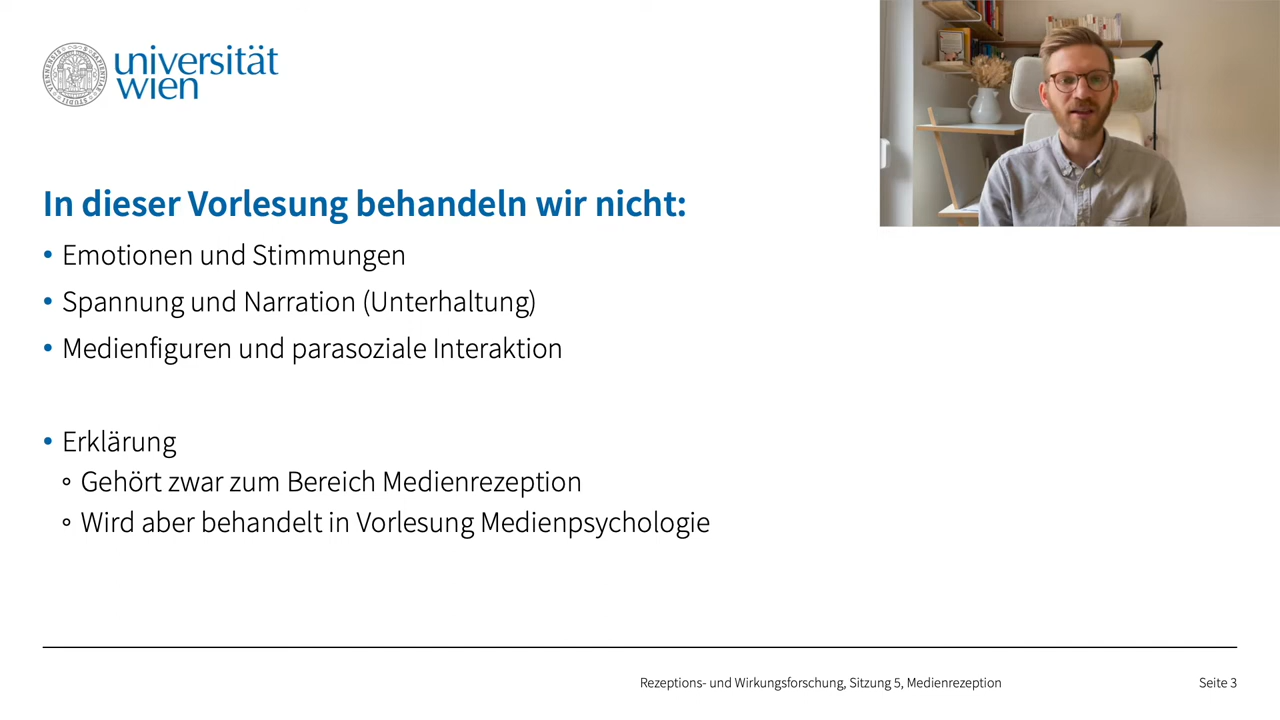 universität
wien
In dieser Vorlesung behandeln wir nicht:
• Emotionen und Stimmungen
• Spannung und Narration (Unterhaltung)
• Medienfiguren und parasoziale Interaktion
• Erklärung
∘ Gehört zwar zum Bereich Medienrezeption
∘ Wird aber behandelt in Vorlesung Medienpsychologie
Rezeptions- und Wirkungsforschung, Sitzung 5, Medienrezeption
Seite 3